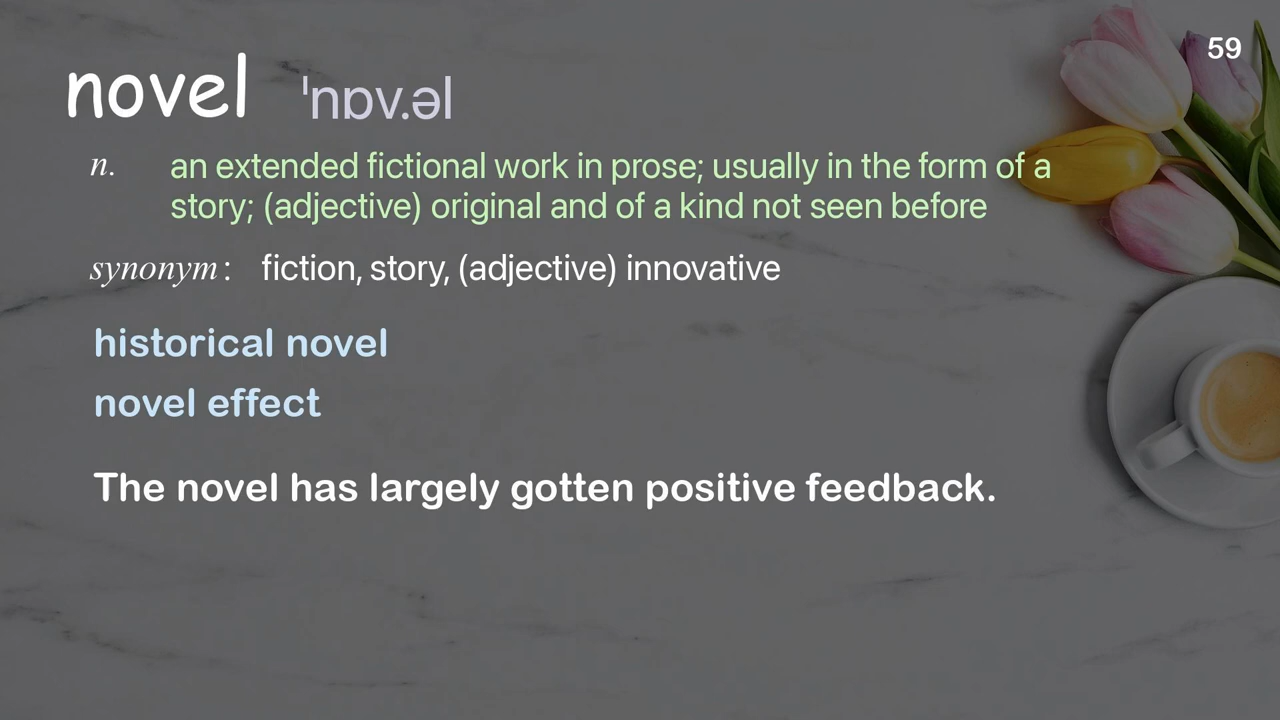 59
novel ˈnɒv.əl
n. an extended fictional work in prose; usually in the form of a
story; (adjective) original and of a kind not seen before
synonym: fiction, story, (adjective) innovative
historical novel
novel effect
The novel has largely gotten positive feedback.